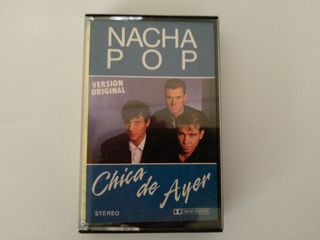 NACHA
POP
VERSION
ORIGINAL
Chica
de Ayer
STEREO